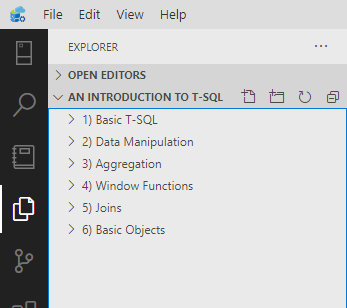 File Edit View Help
EXPLORER ...
OPEN EDITORS
AN INTRODUCTION TO T-SQL
1) Basic T-SQL
2) Data Manipulation
3) Aggregation
4) Window Functions
5) Joins
6) Basic Objects